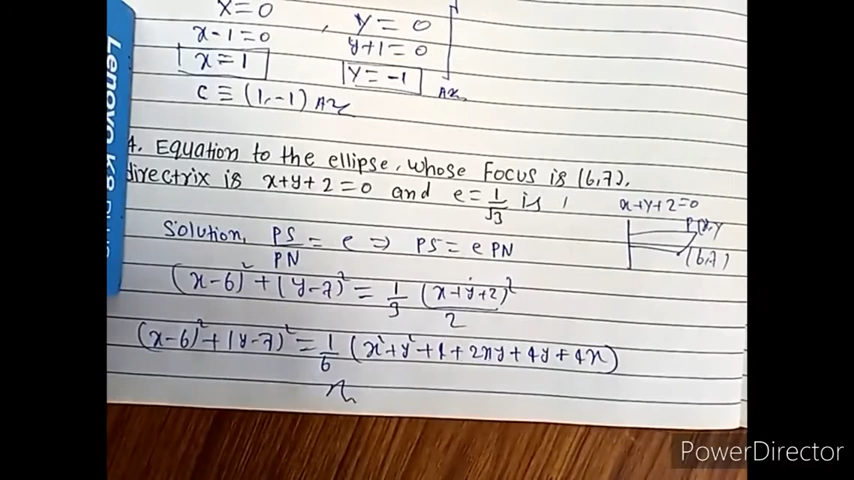 x=0
x-1=0 , y=0
x=1 y+1=0
y=-1
C ≡ (1,-1)
4. Equation to the ellipse, whose Focus is (6,7),
directrix is x+y+2=0 and e=1/√3 is
x+y+2=0
P(x,y
(6,7)
Solution, PS/PN = e ⇒ PS = e PN
(x-6)²+(y-7)² = 1/3 (x+y+2)²/2
(x-6)²+(y-7)² = 1/6 (x²+y²+4+2xy+4y+4x)
Lenovo K8 PLUS
PowerDirector